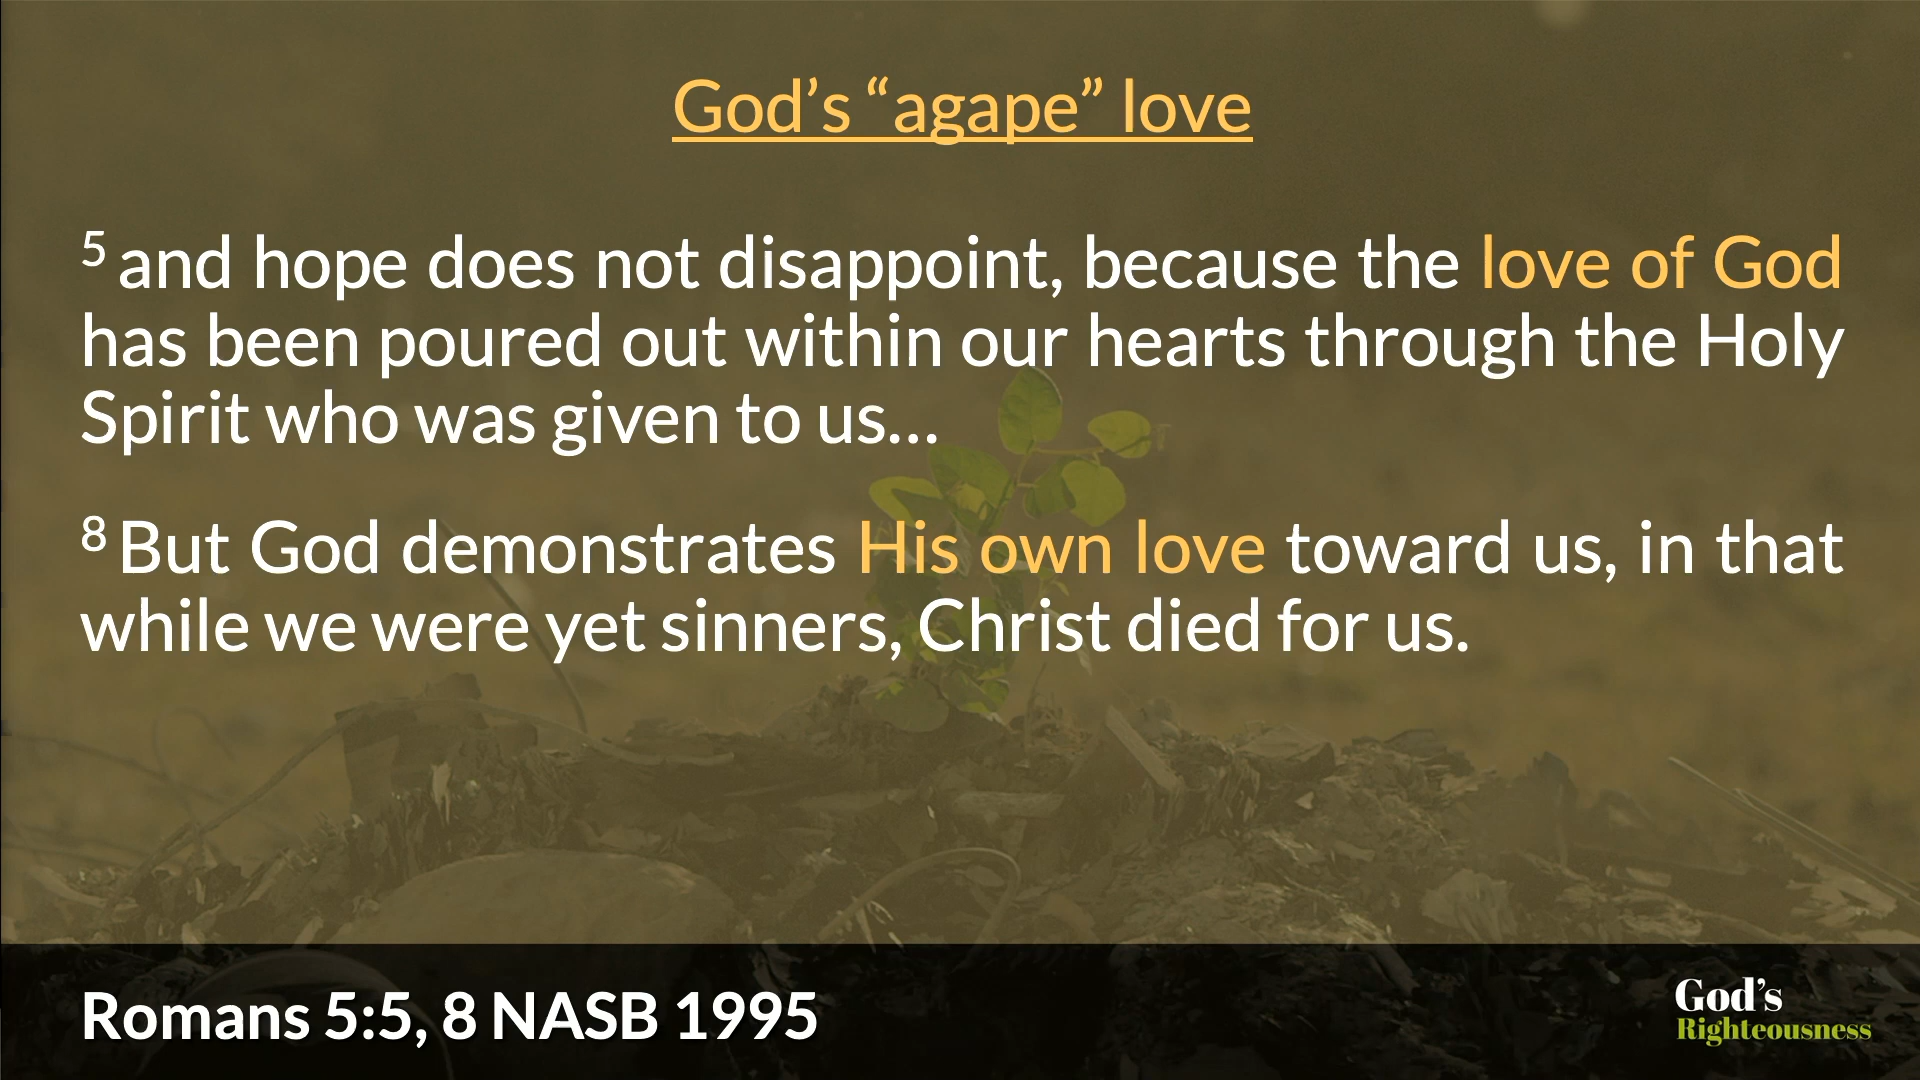 God’s “agape” love
5 and hope does not disappoint, because the love of God
has been poured out within our hearts through the Holy
Spirit who was given to us…
8 But God demonstrates His own love toward us, in that
while we were yet sinners, Christ died for us.
Romans 5:5, 8 NASB 1995
God’s
Righteousness